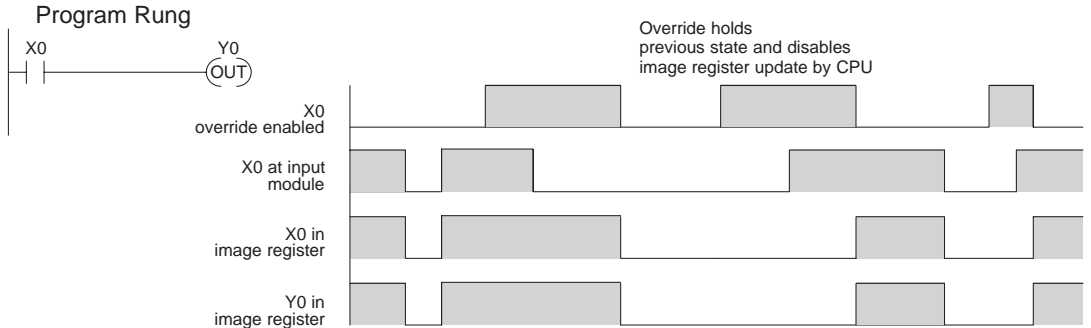 Program Rung
X0
Y0
OUT
Override holds
previous state and disables
image register update by CPU
X0
override enabled
X0 at input
module
X0 in
image register
Y0 in
image register